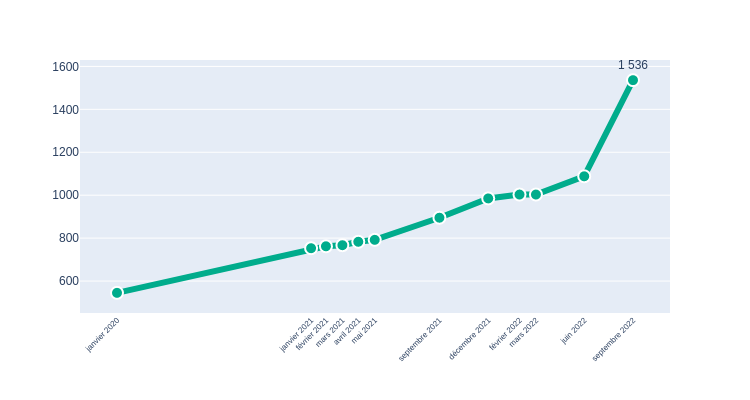 1 536
1600
1400
1200
1000
800
600
janvier 2020
janvier 2021
février 2021
mars 2021
avril 2021
mai 2021
septembre 2021
décembre 2021
février 2022
mars 2022
juin 2022
septembre 2022